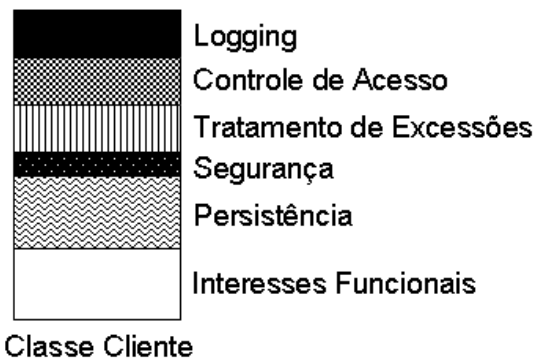 Logging
Controle de Acesso
Tratamento de Excessões
Segurança
Persistência
Interesses Funcionais
Classe Cliente